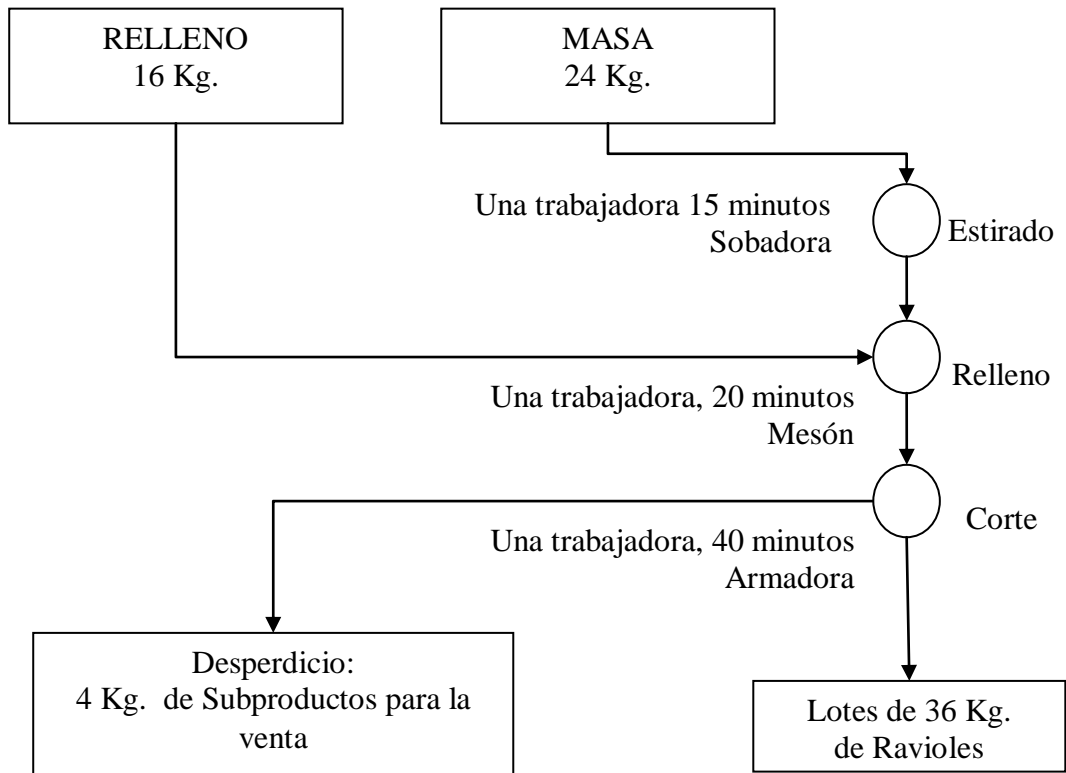 RELLENO
16 Kg.
MASA
24 Kg.
Una trabajadora 15 minutos
Sobadora
Estirado
Relleno
Una trabajadora, 20 minutos
Mesón
Corte
Una trabajadora, 40 minutos
Armadora
Desperdicio:
4 Kg.  de Subproductos para la
venta
Lotes de 36 Kg.
de Ravioles